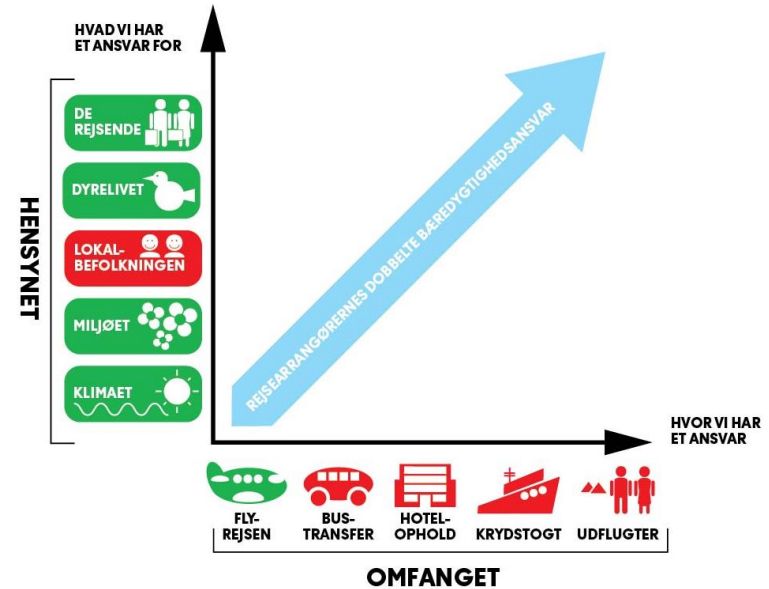 HVAD VI HAR
ET ANSVAR FOR
HENSYNET
DE
REJSENDE
DYRELIVET
LOKAL-
BEFOLKNINGEN
MILJØET
KLIMAET
REJSEARRANGØRERNES DOBBELTE BÆREDYGTIGHEDSANSVAR
HVOR VI HAR
ET ANSVAR
FLY-
REJSEN
BUS-
TRANSFER
HOTEL-
OPHOLD
KRYDSTOGT
UDFLUGTER
OMFANGET